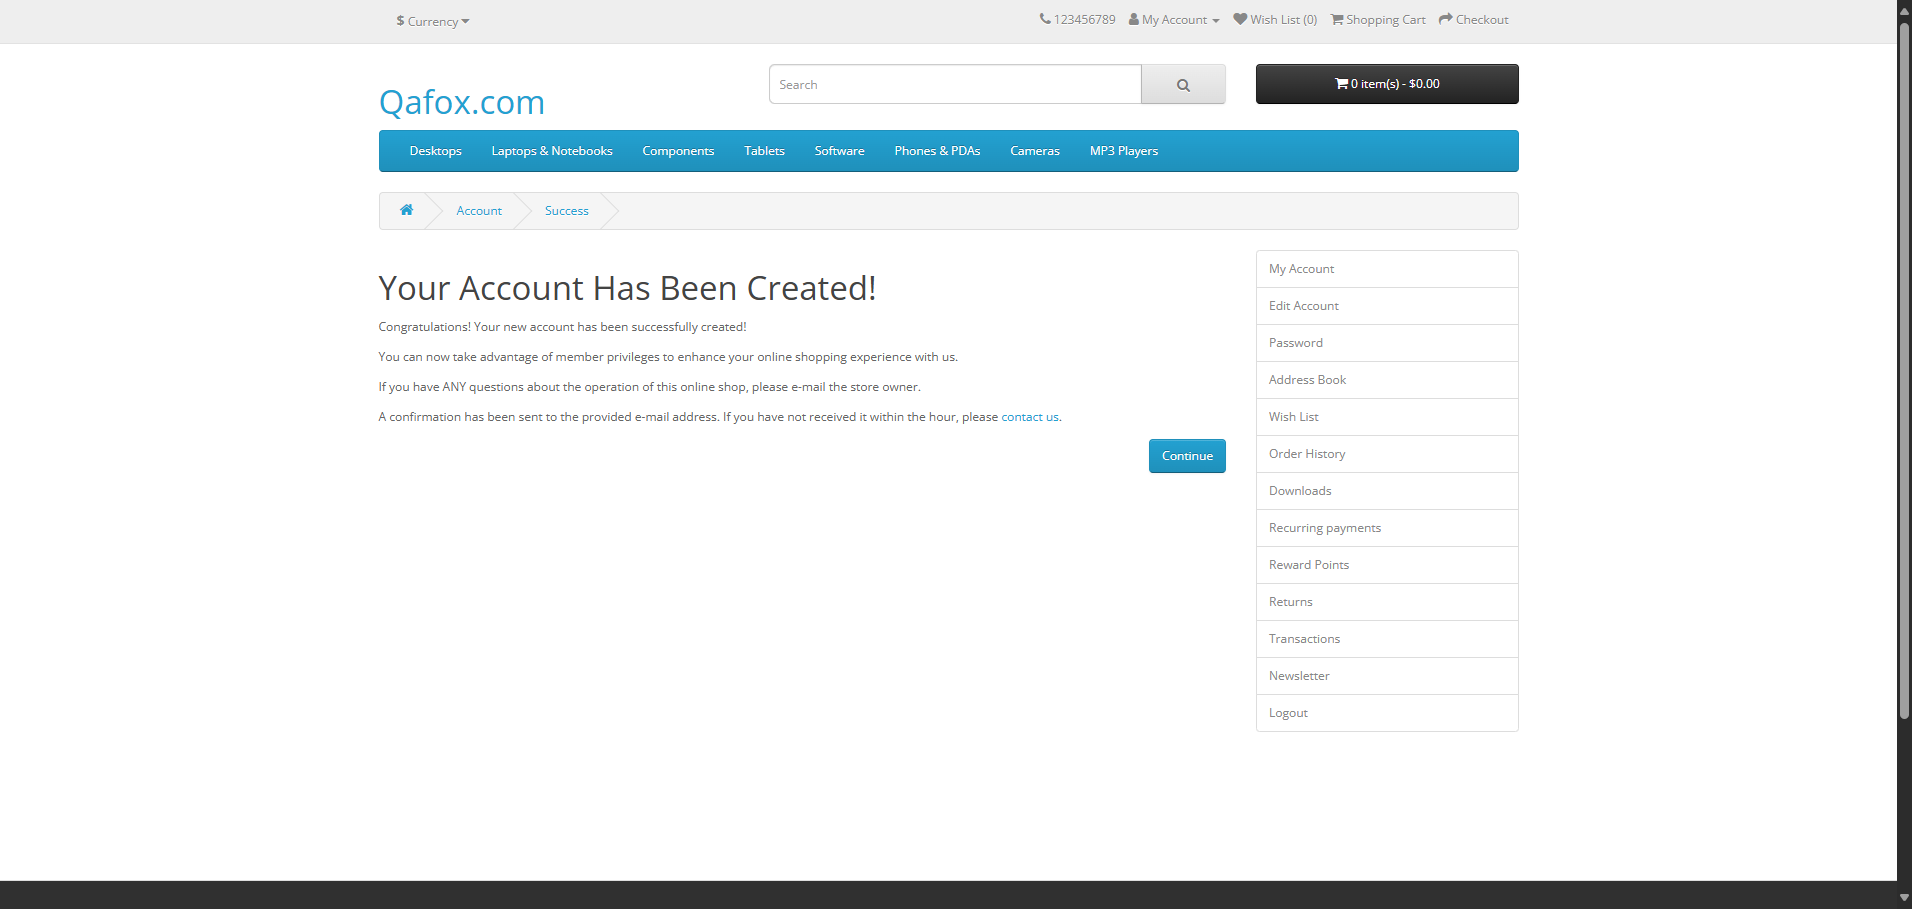 $ Currency
123456789 My Account Wish List (0) Shopping Cart Checkout
Qafox.com
Search
0 item(s) - $0.00
Desktops Laptops & Notebooks Components Tablets Software Phones & PDAs Cameras MP3 Players
Account Success
Your Account Has Been Created!
Congratulations! Your new account has been successfully created!
You can now take advantage of member privileges to enhance your online shopping experience with us.
If you have ANY questions about the operation of this online shop, please e-mail the store owner.
A confirmation has been sent to the provided e-mail address. If you have not received it within the hour, please contact us.
Continue
My Account
Edit Account
Password
Address Book
Wish List
Order History
Downloads
Recurring payments
Reward Points
Returns
Transactions
Newsletter
Logout